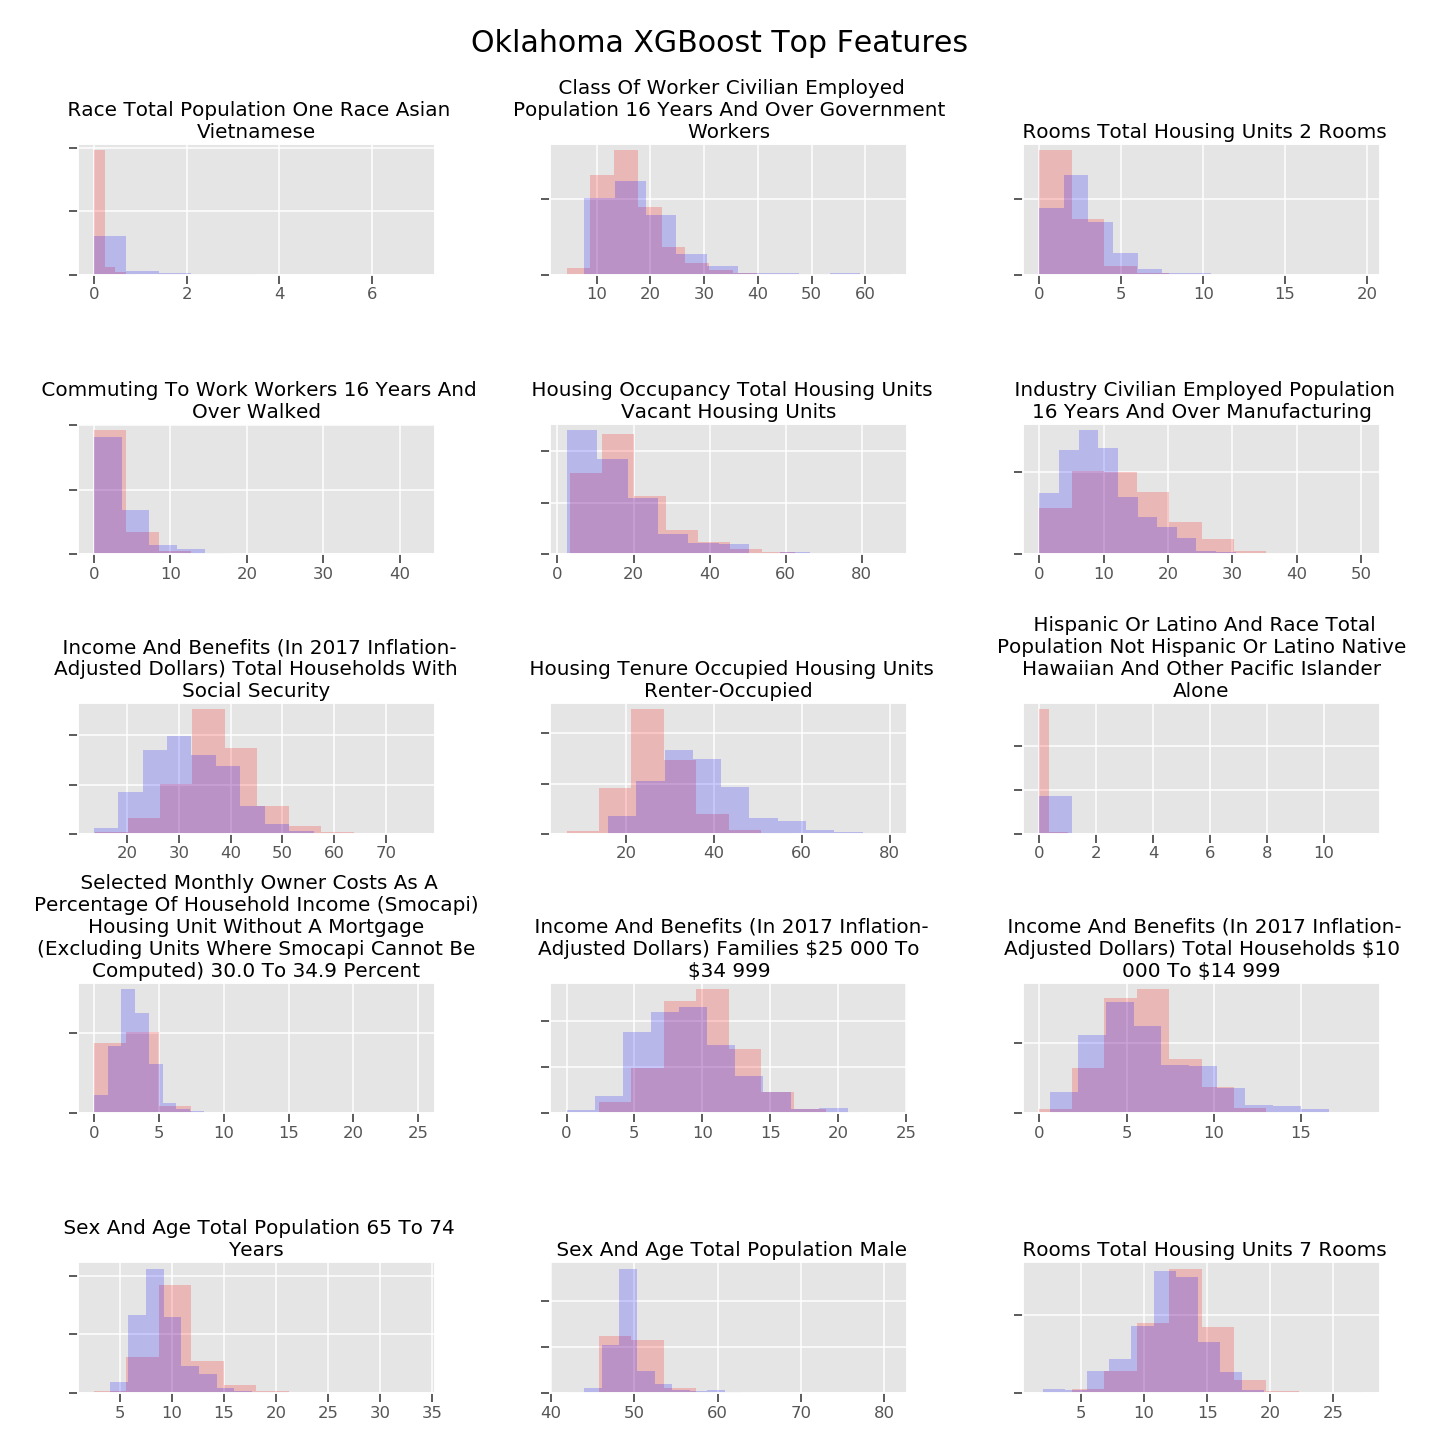 Oklahoma XGBoost Top Features
Race Total Population One Race Asian
Vietnamese
0 2 4 6
Class Of Worker Civilian Employed
Population 16 Years And Over Government
Workers
10 20 30 40 50 60
Rooms Total Housing Units 2 Rooms
0 5 10 15 20
Commuting To Work Workers 16 Years And
Over Walked
0 10 20 30 40
Housing Occupancy Total Housing Units
Vacant Housing Units
0 20 40 60 80
Industry Civilian Employed Population
16 Years And Over Manufacturing
0 10 20 30 40 50
Income And Benefits (In 2017 Inflation-
Adjusted Dollars) Total Households With
Social Security
20 30 40 50 60 70
Housing Tenure Occupied Housing Units
Renter-Occupied
20 40 60 80
Hispanic Or Latino And Race Total
Population Not Hispanic Or Latino Native
Hawaiian And Other Pacific Islander
Alone
0 2 4 6 8 10
Selected Monthly Owner Costs As A
Percentage Of Household Income (Smocapi)
Housing Unit Without A Mortgage
(Excluding Units Where Smocapi Cannot Be
Computed) 30.0 To 34.9 Percent
0 5 10 15 20 25
Income And Benefits (In 2017 Inflation-
Adjusted Dollars) Families $25 000 To
$34 999
0 5 10 15 20 25
Income And Benefits (In 2017 Inflation-
Adjusted Dollars) Total Households $10
000 To $14 999
0 5 10 15
Sex And Age Total Population 65 To 74
Years
5 10 15 20 25 30 35
Sex And Age Total Population Male
40 50 60 70 80
Rooms Total Housing Units 7 Rooms
5 10 15 20 25